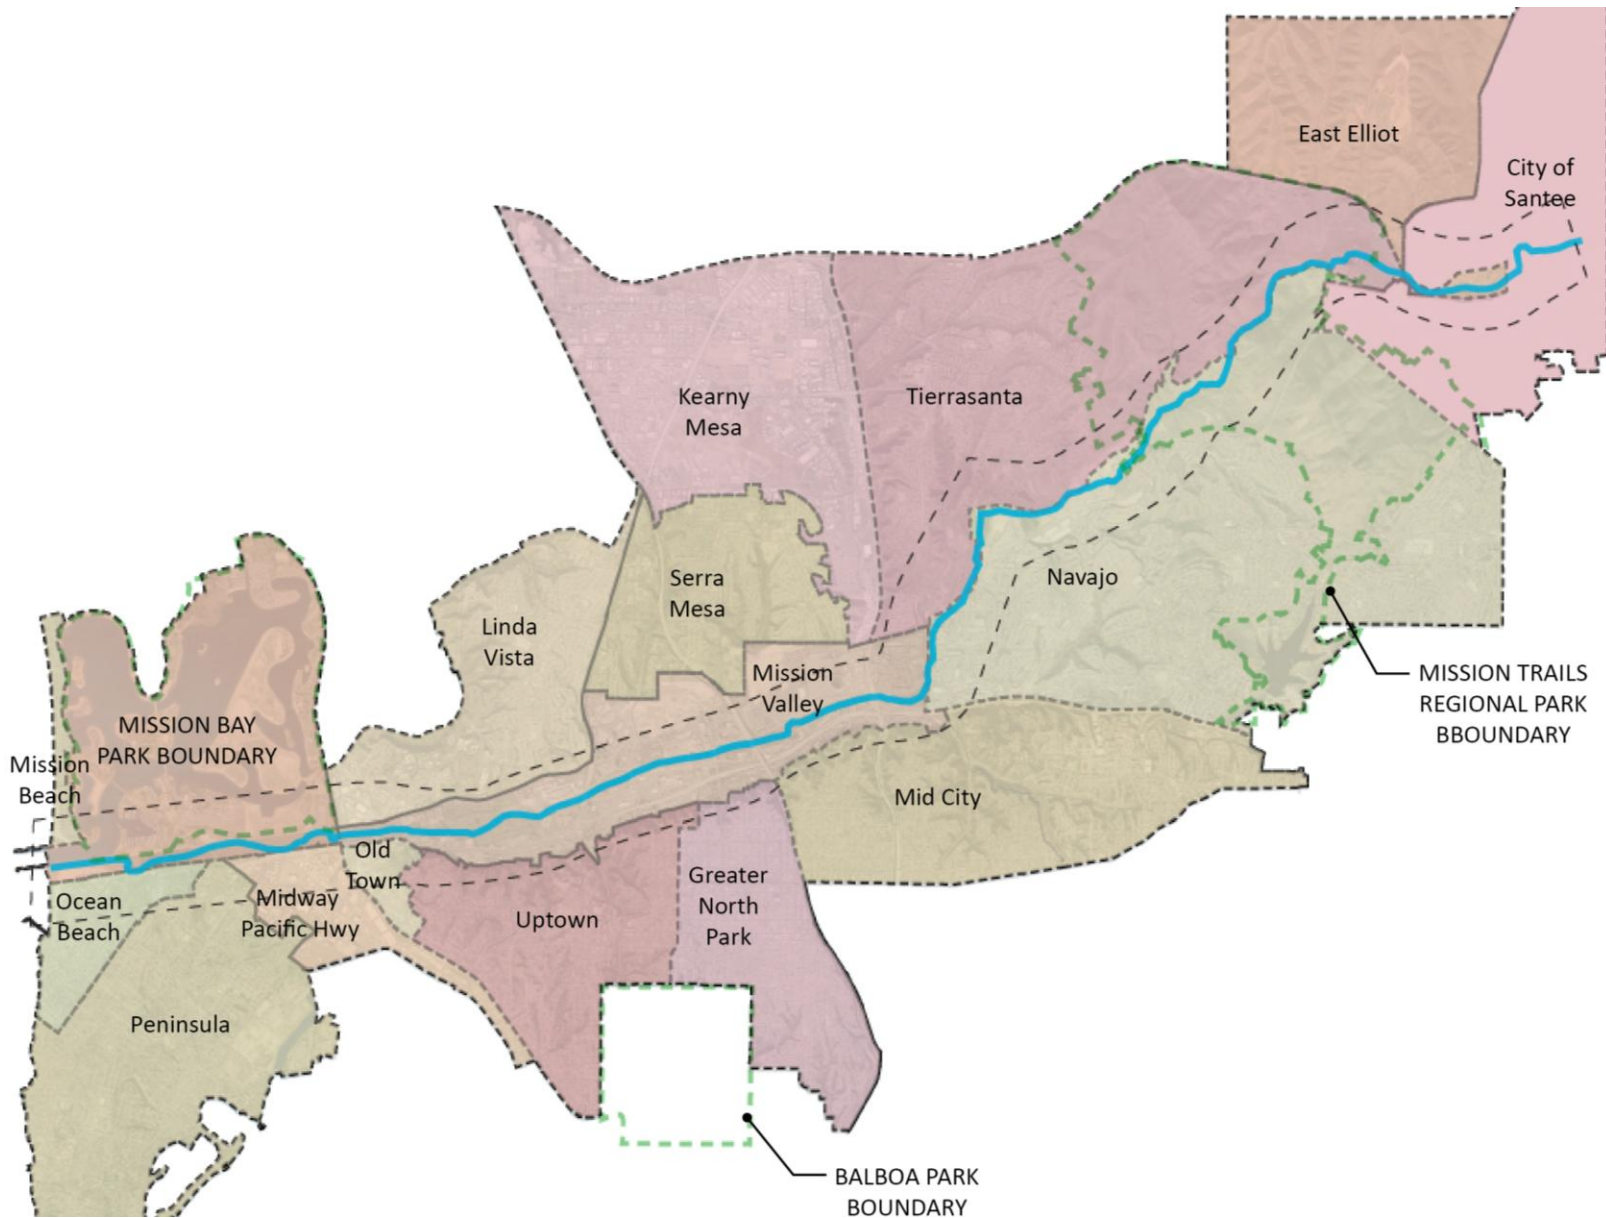 East Elliot
City of
Santee
Kearny
Mesa
Tierrasanta
Serra
Mesa
Navajo
Linda
Vista
Mission
Valley
MISSION TRAILS
REGIONAL PARK
BBOUNDARY
MISSION BAY
PARK BOUNDARY
Mission
Beach
Mid City
Old
Town
Greater
North
Park
Ocean
Beach
Midway
Pacific Hwy
Uptown
Peninsula
BALBOA PARK
BOUNDARY